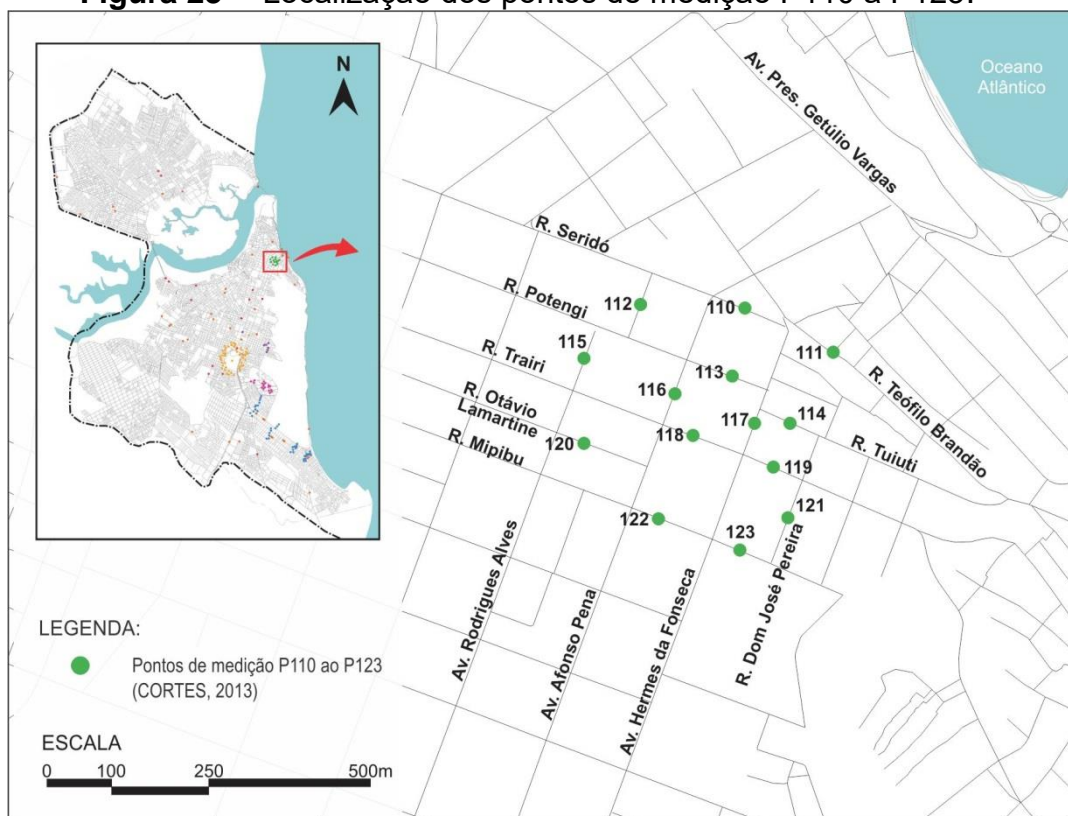 Figura 23 – Localização dos pontos de medição P110 a P123.
N
Oceano
Atlântico
Av. Pres. Getúlio Vargas
R. Seridó
R. Potengi
112
110
111
115
113
R. Trairi
116
R. Teófilo Brandão
117
114
R. Otávio
Lamartine
118
R. Tuiuti
120
119
R. Mipibu
121
122
123
Av. Rodrigues Alves
Av. Afonso Pena
Av. Hermes da Fonseca
R. Dom José Pereira
LEGENDA:
Pontos de medição P110 ao P123
(CORTES, 2013)
ESCALA
0 100 250 500m